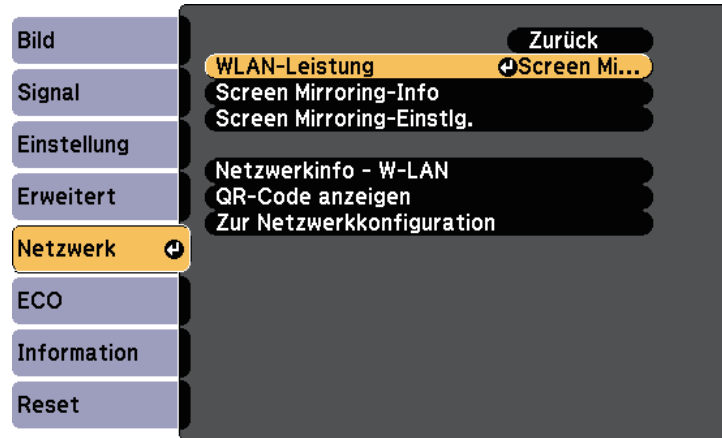 Bild
Signal
Einstellung
Erweitert
Netzwerk
ECO
Information
Reset
Zurück
WLAN-Leistung Screen Mi...
Screen Mirroring-Info
Screen Mirroring-Einstlg.
Netzwerkinfo - W-LAN
QR-Code anzeigen
Zur Netzwerkkonfiguration